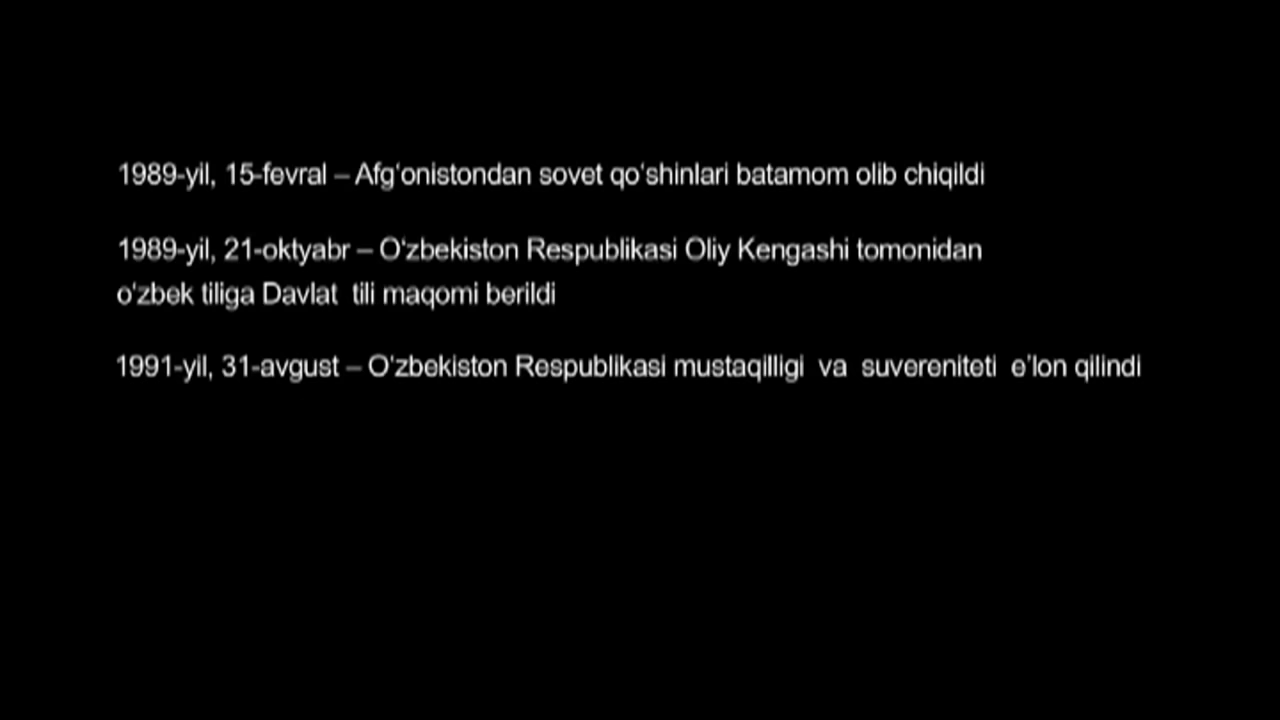 1989-yil, 15-fevral – Afg‘onistondan sovet qo‘shinlari batamom olib chiqildi
1989-yil, 21-oktyabr – O‘zbekiston Respublikasi Oliy Kengashi tomonidan
o'zbek tiliga Davlat tili maqomi berildi
1991-yil, 31-avgust – O'zbekiston Respublikasi mustaqilligi va suvereniteti e'lon qilindi